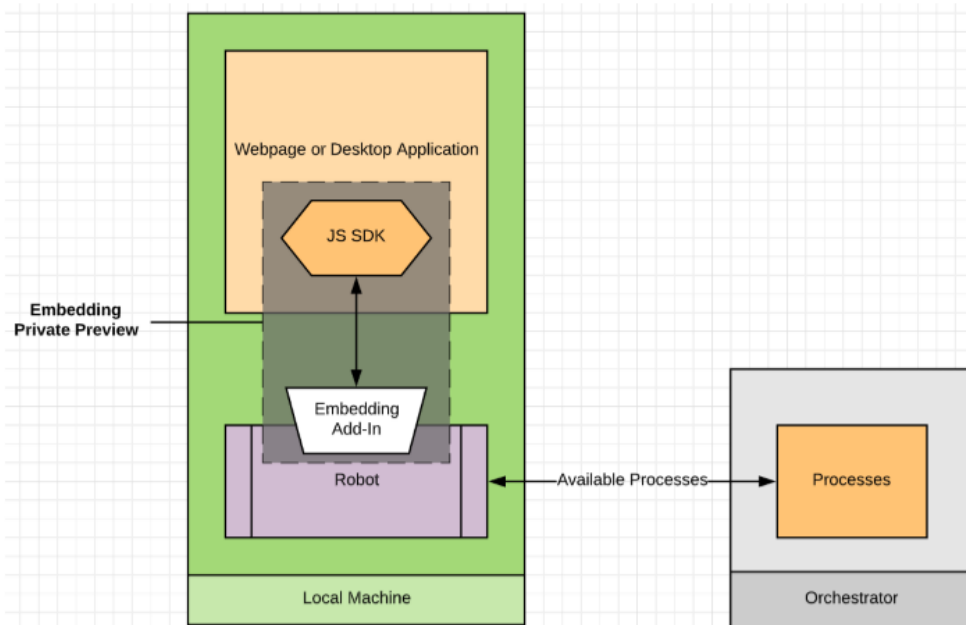 Webpage or Desktop Application
JS SDK
Embedding
Private Preview
Embedding
Add-In
Robot
Available Processes
Processes
Local Machine
Orchestrator